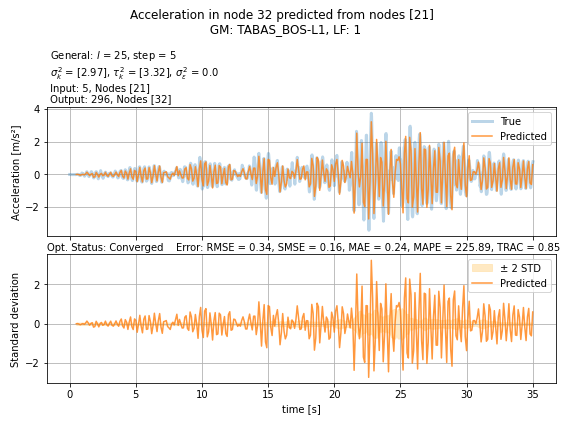 Acceleration in node 32 predicted from nodes [21]
GM: TABAS_BOS-L1, LF: 1
General: l = 25, step = 5
σ²ₖ = [2.97], τ²ₖ = [3.32], σ²ε = 0.0
Input: 5, Nodes [21]
Output: 296, Nodes [32]
Acceleration [m/s²]
4
2
0
−2
True
Predicted
Opt. Status: Converged Error: RMSE = 0.34, SMSE = 0.16, MAE = 0.24, MAPE = 225.89, TRAC = 0.85
Standard deviation
2
0
−2
± 2 STD
Predicted
0 5 10 15 20 25 30 35
time [s]